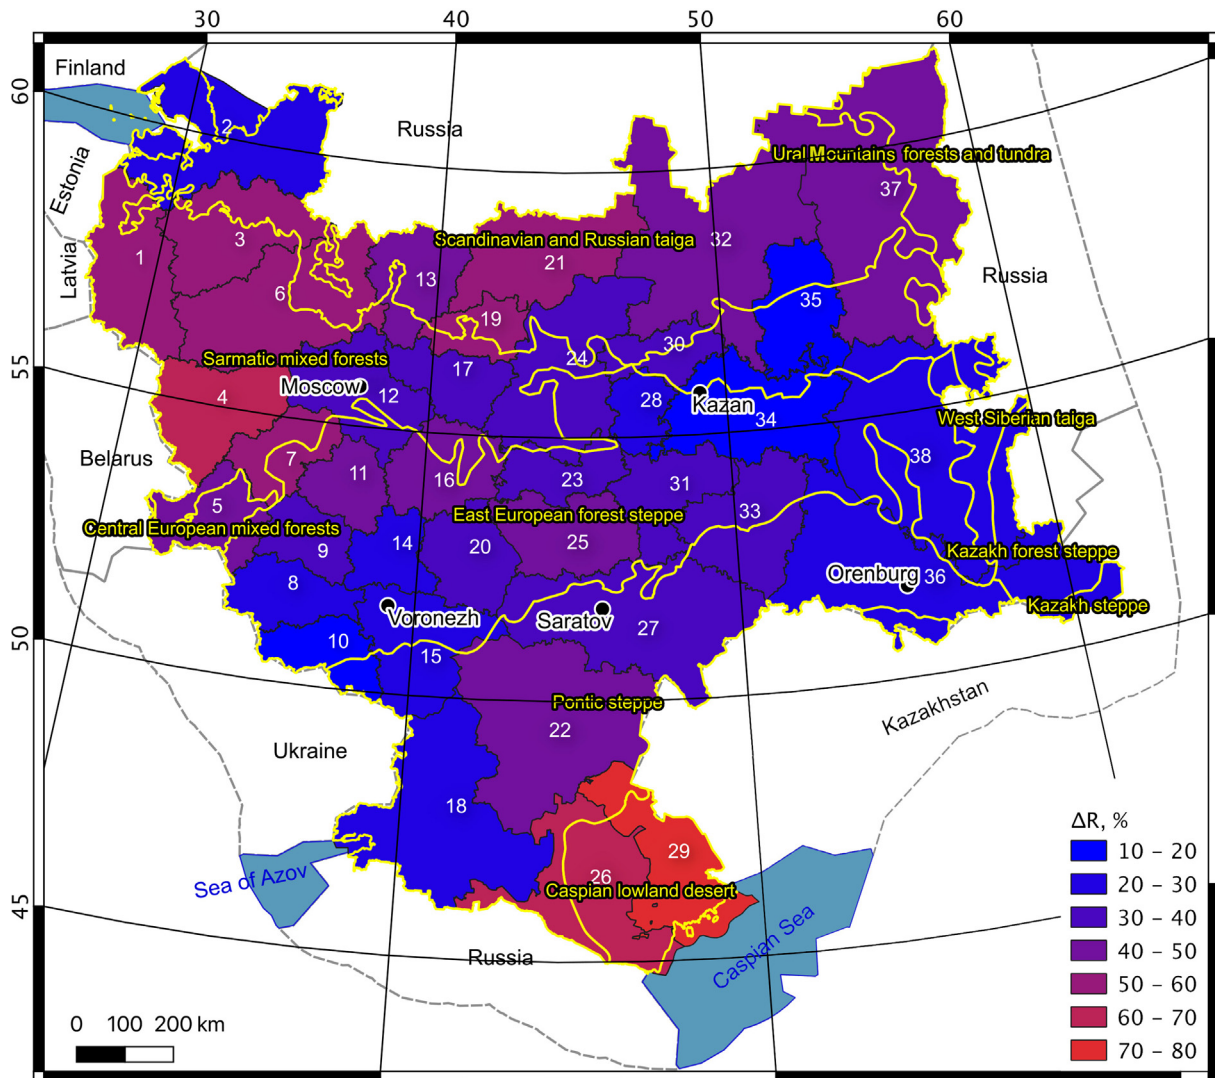 30 40 50 60
60
Finland
Russia
2
Ural Mountains forests and tundra
Estonia
37
Latvia
1
3
Scandinavian and Russian taiga
32
21
Russia
13
6
35
19
55
Sarmatic mixed forests
24
30
17
Moscow
12
4
28
Kazan
34
West Siberian taiga
Belarus
7
11
16
23
31
38
5
33
Central European mixed forests
East European forest steppe
9
14
20
25
Kazakh forest steppe
8
Orenburg
36
Kazakh steppe
Voronezh
Saratov
50
10
15
27
Pontic steppe
Kazakhstan
22
Ukraine
18
29
Sea of Azov
26
Caspian lowland desert
45
Caspian Sea
Russia
ΔR, %
10 – 20
20 – 30
30 – 40
40 – 50
50 – 60
60 – 70
70 – 80
0 100 200 km